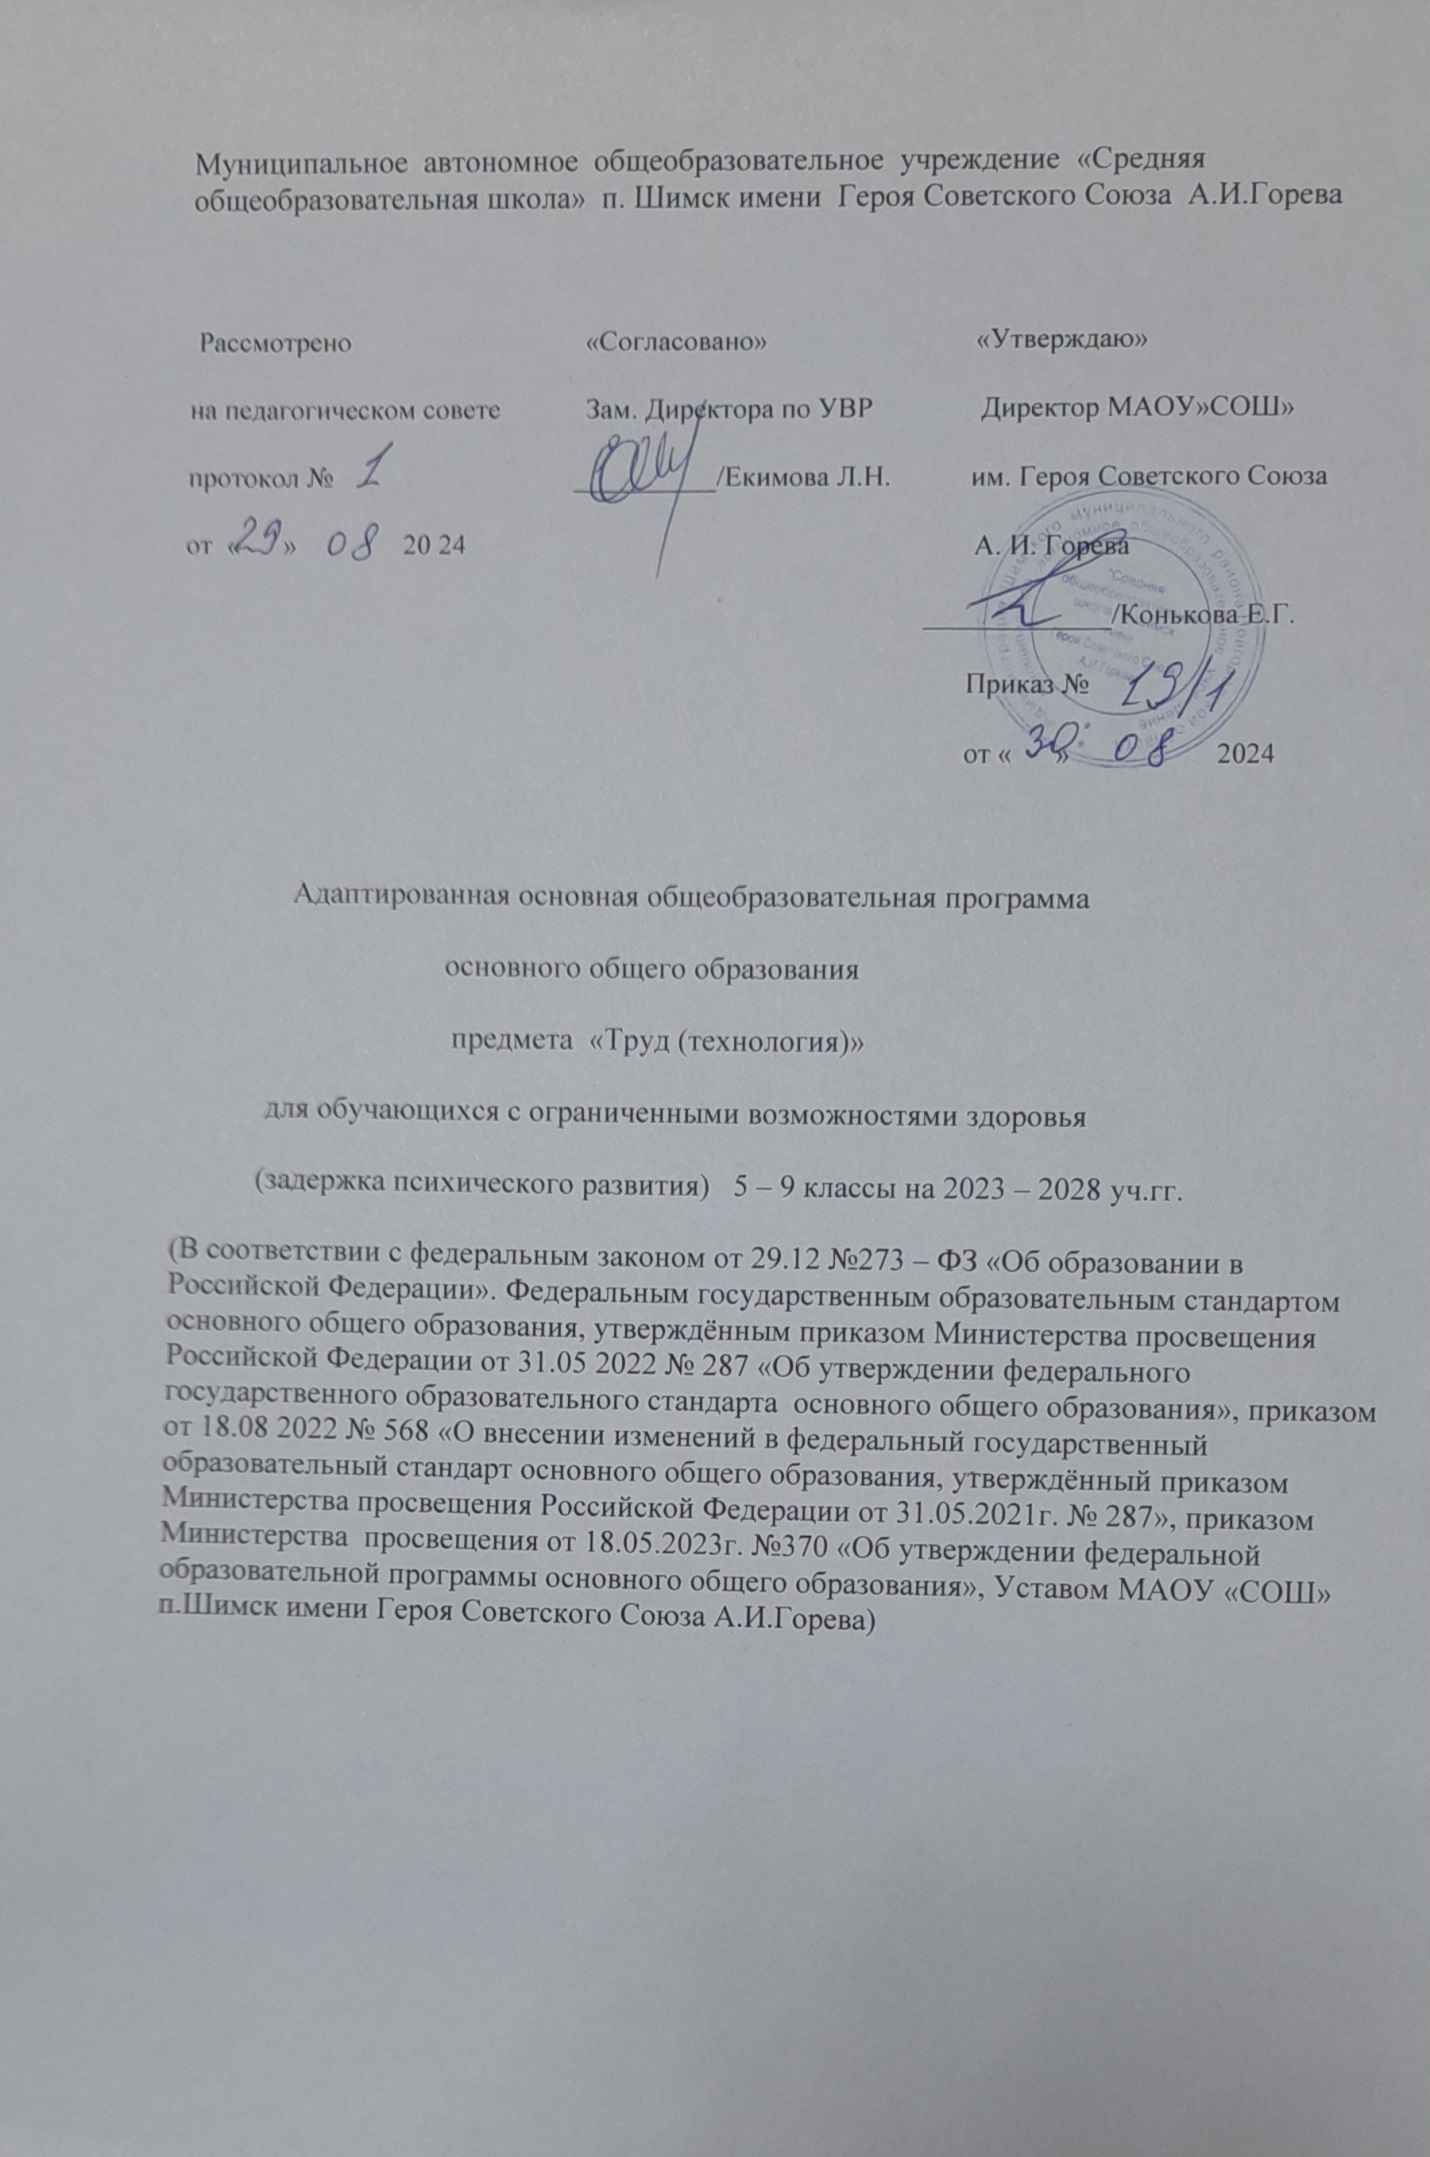 Муниципальное автономное общеобразовательное учреждение «Средняя
общеобразовательная школа» п. Шимск имени Героя Советского Союза А.И.Горева
Рассмотрено
на педагогическом совете
протокол № 1
от «29» 08 20 24
«Согласовано»
Зам. Директора по УВР
/Екимова Л.Н.
«Утверждаю»
Директор МАОУ»СОШ»
им. Героя Советского Союза
А. И. Горева
/Конькова Е.Г.
Приказ № 19/1
от «30» 08 2024
Адаптированная основная общеобразовательная программа
основного общего образования
предмета «Труд (технология)»
для обучающихся с ограниченными возможностями здоровья
(задержка психического развития) 5 – 9 классы на 2023 – 2028 уч.гг.
(В соответствии с федеральным законом от 29.12 №273 – ФЗ «Об образовании в
Российской Федерации». Федеральным государственным образовательным стандартом
основного общего образования, утверждённым приказом Министерства просвещения
Российской Федерации от 31.05 2022 № 287 «Об утверждении федерального
государственного образовательного стандарта основного общего образования», приказом
от 18.08 2022 № 568 «О внесении изменений в федеральный государственный
образовательный стандарт основного общего образования, утверждённый приказом
Министерства просвещения Российской Федерации от 31.05.2021г. № 287», приказом
Министерства просвещения от 18.05.2023г. №370 «Об утверждении федеральной
образовательной программы основного общего образования», Уставом МАОУ «СОШ»
п.Шимск имени Героя Советского Союза А.И.Горева)